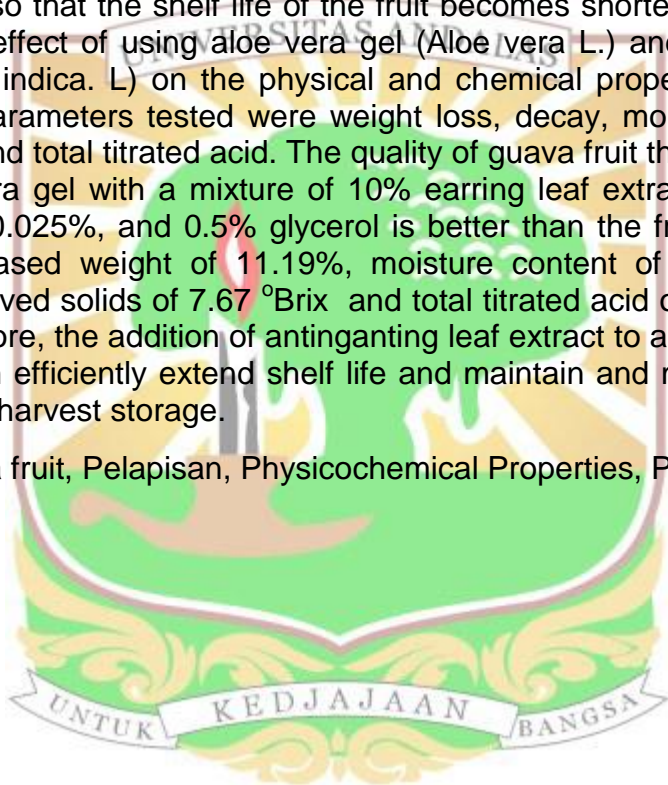 so that the shelf life of the fruit becomes shorte
effect of using aloe vera gel (Aloe vera L.) and
UNIVERSITAS ANDALAS
indica. L) on the physical and chemical prope
arameters tested were weight loss, decay, mo
nd total titrated acid. The quality of guava fruit th
ra gel with a mixture of 10% earring leaf extra
0.025%, and 0.5% glycerol is better than the fr
ased weight of 11.19%, moisture content of
ved solids of 7.67 °Brix and total titrated acid
ore, the addition of antinganting leaf extract to a
efficiently extend shelf life and maintain and
harvest storage.
fruit, Pelapisan, Physicochemical Properties, P
UNTUK KEDJAJAAN BANGSA